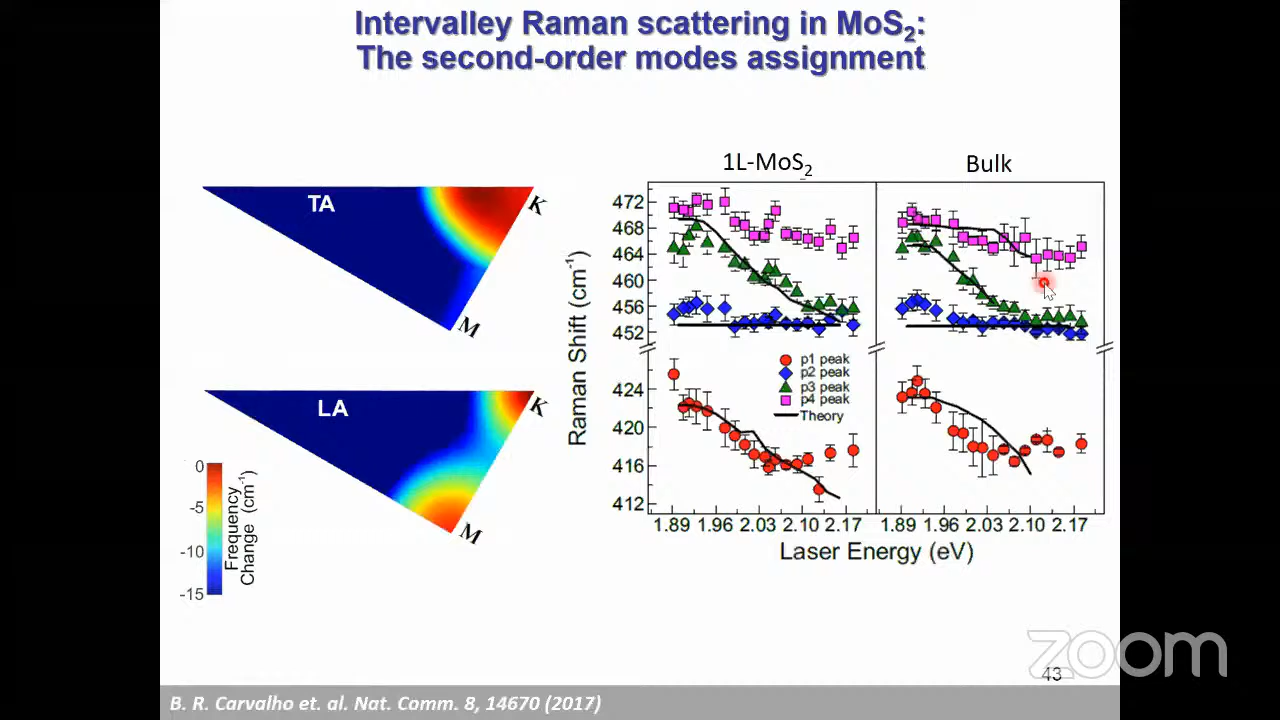 Intervalley Raman scattering in MoS2:
The second-order modes assignment
TA
K
M
LA
K
M
0
-5
-10
-15
Frequency
Change (cm-1)
1L-MoS2
Bulk
Raman Shift (cm-1)
472
468
464
460
456
452
424
420
416
412
p1 peak
p2 peak
p3 peak
p4 peak
Theory
1.89 1.96 2.03 2.10 2.17
1.89 1.96 2.03 2.10 2.17
Laser Energy (eV)
zoom
43
B. R. Carvalho et. al. Nat. Comm. 8, 14670 (2017)